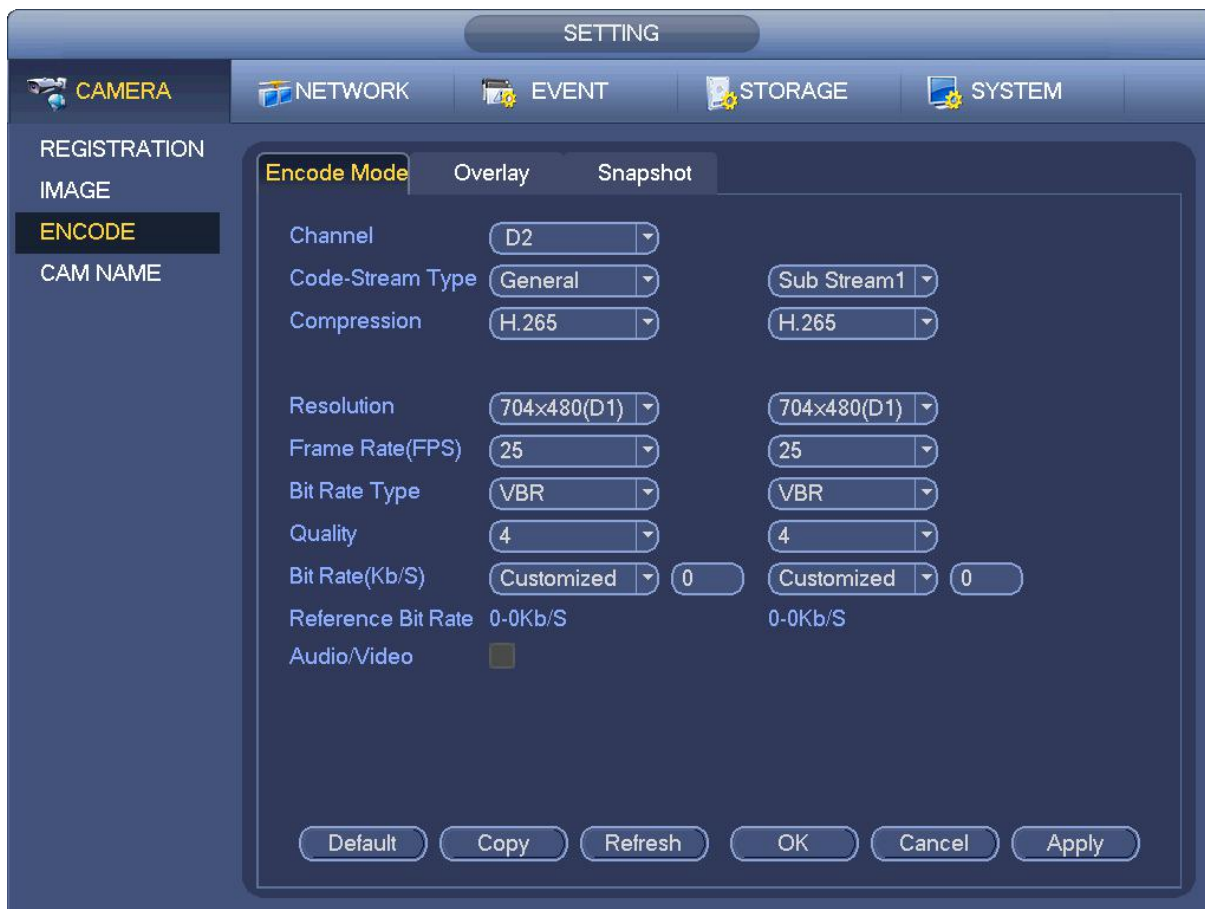 SETTING
CAMERA NETWORK EVENT STORAGE SYSTEM
REGISTRATION
IMAGE
ENCODE
CAM NAME
Encode Mode Overlay Snapshot
Channel D2
Code-Stream Type General Sub Stream1
Compression H.265 H.265
Resolution 704×480(D1) 704×480(D1)
Frame Rate(FPS) 25 25
Bit Rate Type VBR VBR
Quality 4 4
Bit Rate(Kb/S) Customized 0 Customized 0
Reference Bit Rate 0-0Kb/S 0-0Kb/S
Audio/Video
Default Copy Refresh OK Cancel Apply